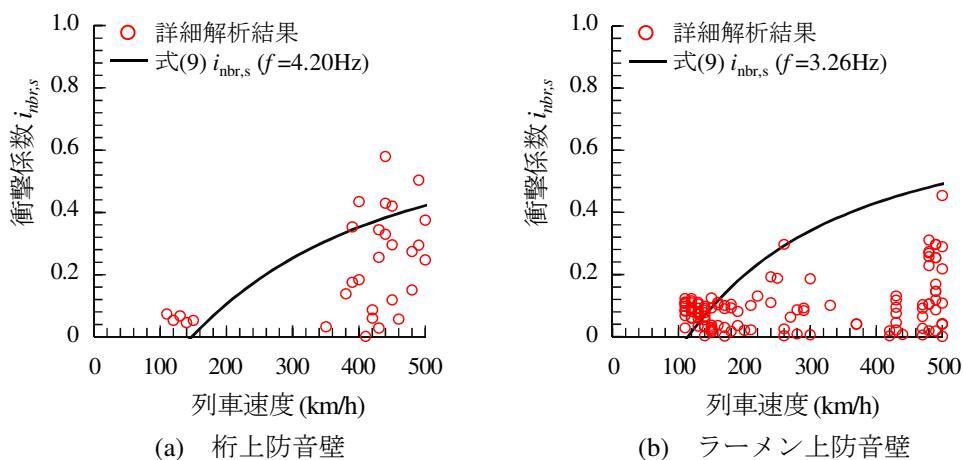 1.0
0.8
0.6
0.4
0.2
0
衝撃係数 i_nbr,s
詳細解析結果
式(9) i_nbr,s (f =4.20Hz)
0 100 200 300 400 500
列車速度 (km/h)
(a) 桁上防音壁
1.0
0.8
0.6
0.4
0.2
0
衝撃係数 i_nbr,s
詳細解析結果
式(9) i_nbr,s (f =3.26Hz)
0 100 200 300 400 500
列車速度 (km/h)
(b) ラーメン上防音壁